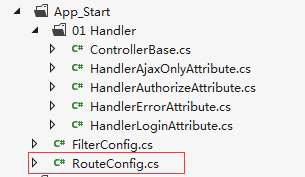 App_Start
01 Handler
C# ControllerBase.cs
C# HandlerAjaxOnlyAttribute.cs
C# HandlerAuthorizeAttribute.cs
C# HandlerErrorAttribute.cs
C# HandlerLoginAttribute.cs
C# FilterConfig.cs
C# RouteConfig.cs